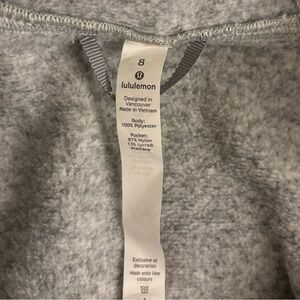 8
lululemon
Designed in
Vancouver
Made in Vietnam
Body:
100% Polyester
Pocket:
87% Nylon
13% Lycra®
elastane
Exclusive of
decoration
Wash with like
colours